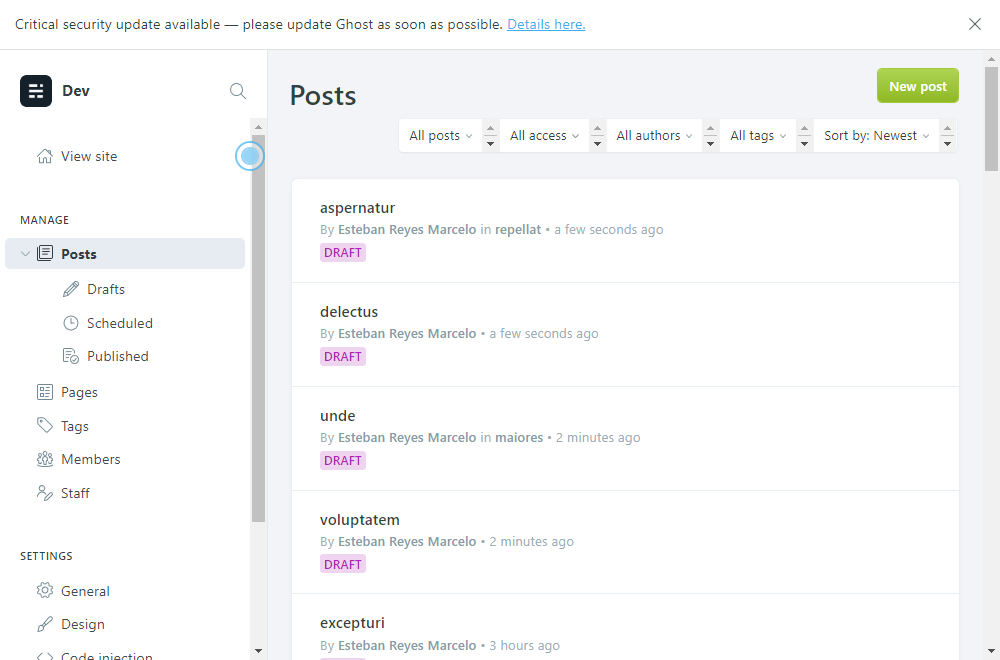 Critical security update available — please update Ghost as soon as possible. Details here.
Dev
View site
MANAGE
Posts
Drafts
Scheduled
Published
Pages
Tags
Members
Staff
SETTINGS
General
Design
Code injection
Posts
New post
All posts
All access
All authors
All tags
Sort by: Newest
aspernatur
By Esteban Reyes Marcelo in repellat • a few seconds ago
DRAFT
delectus
By Esteban Reyes Marcelo • a few seconds ago
DRAFT
unde
By Esteban Reyes Marcelo in maiores • 2 minutes ago
DRAFT
voluptatem
By Esteban Reyes Marcelo • 2 minutes ago
DRAFT
excepturi
By Esteban Reyes Marcelo • 3 hours ago